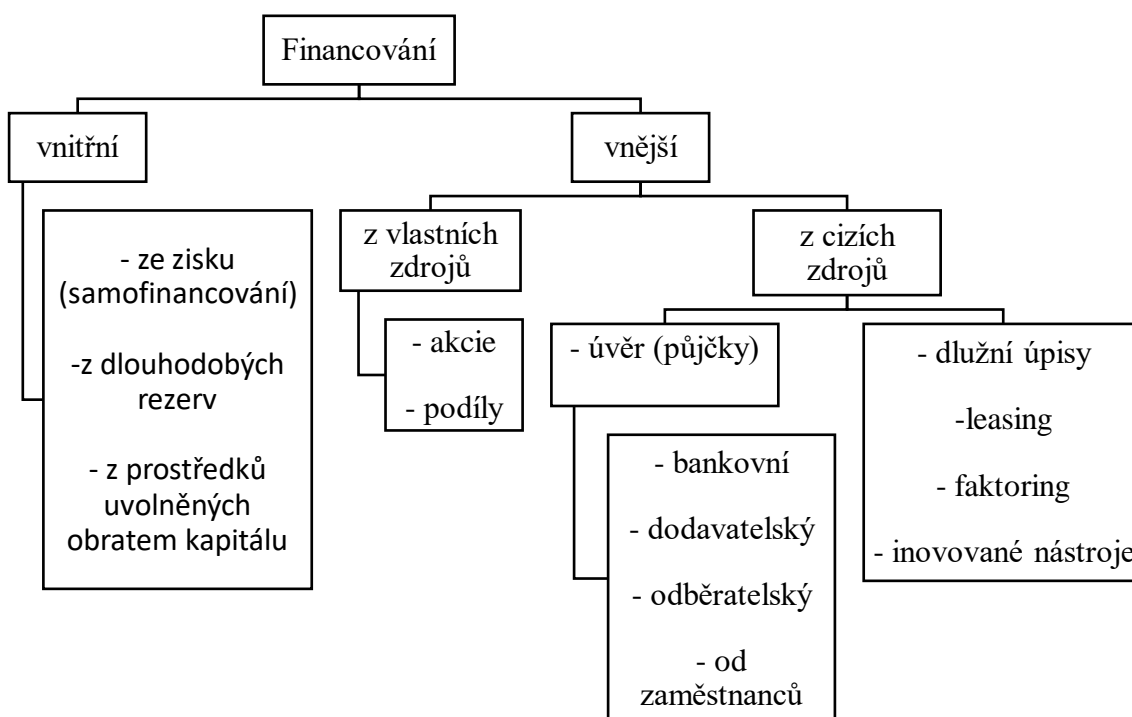 Financování
vnitřní
vnější
- ze zisku
(samofinancování)
-z dlouhodobých
rezerv
- z prostředků
uvolněných
obratem kapitálu
z vlastních
zdrojů
- akcie
- podíly
z cizích
zdrojů
- úvěr (půjčky)
- bankovní
- dodavatelský
- odběratelský
- od
zaměstnanců
- dlužní úpisy
-leasing
- faktoring
- inovované nástroje